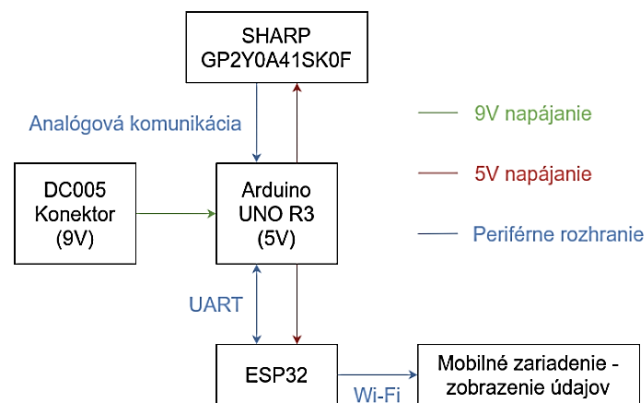 SHARP
GP2Y0A41SK0F
Analógová komunikácia
9V napájanie
5V napájanie
Periférne rozhranie
DC005
Konektor
(9V)
Arduino
UNO R3
(5V)
UART
ESP32
Wi-Fi
Mobilné zariadenie -
zobrazenie údajov